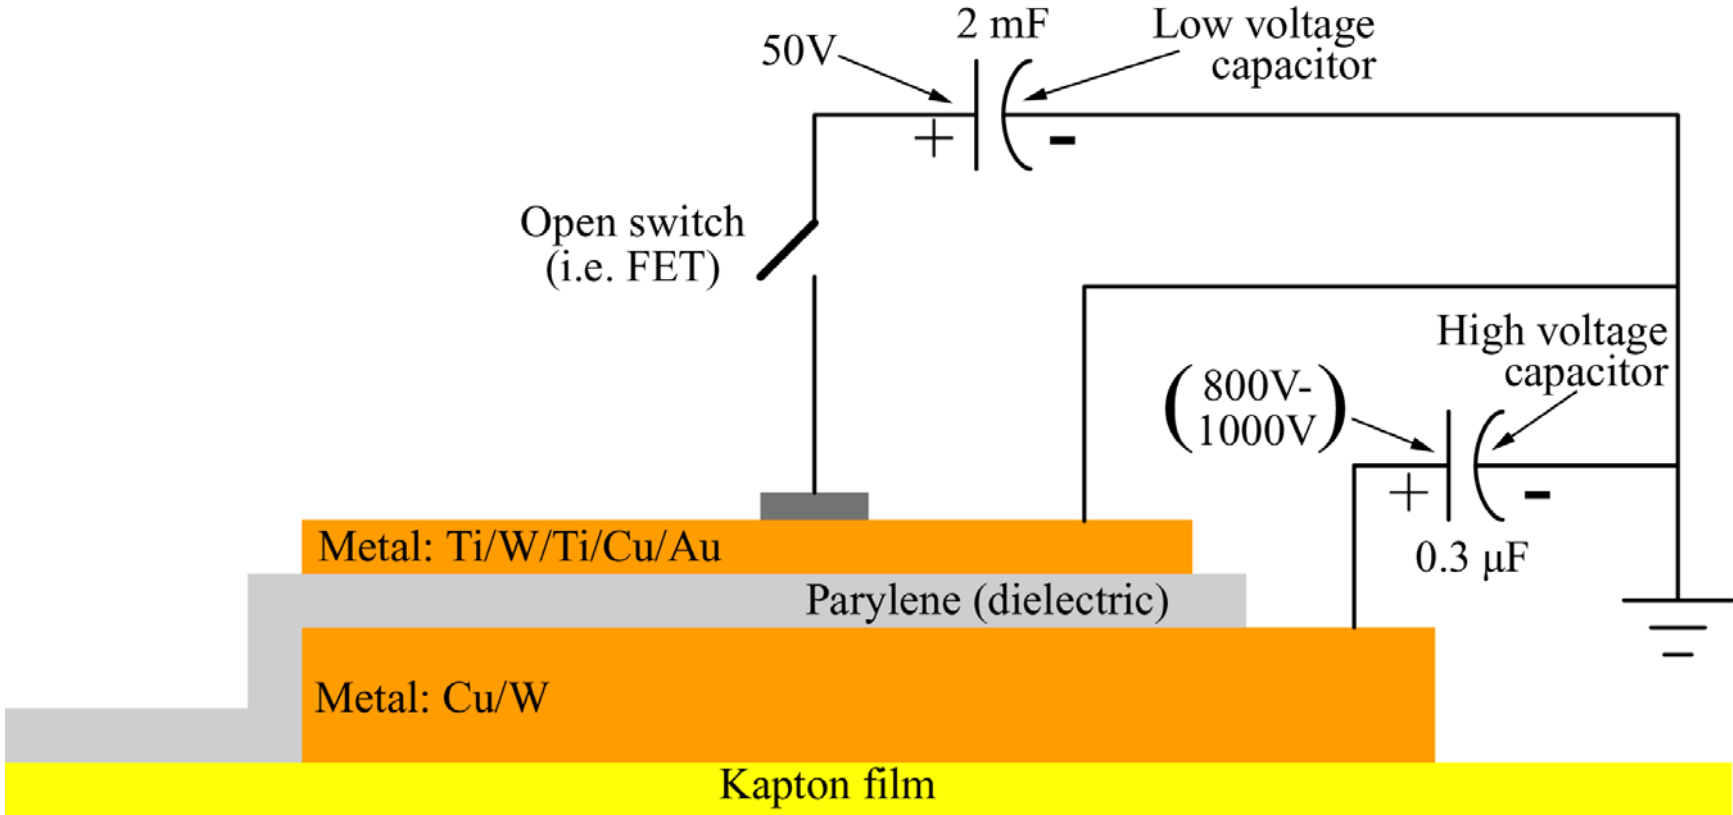 2 mF
Low voltage
capacitor
50V
+
-
Open switch
(i.e. FET)
High voltage
capacitor
(800V-
1000V)
+
-
0.3 μF
Metal: Ti/W/Ti/Cu/Au
Parylene (dielectric)
Metal: Cu/W
Kapton film